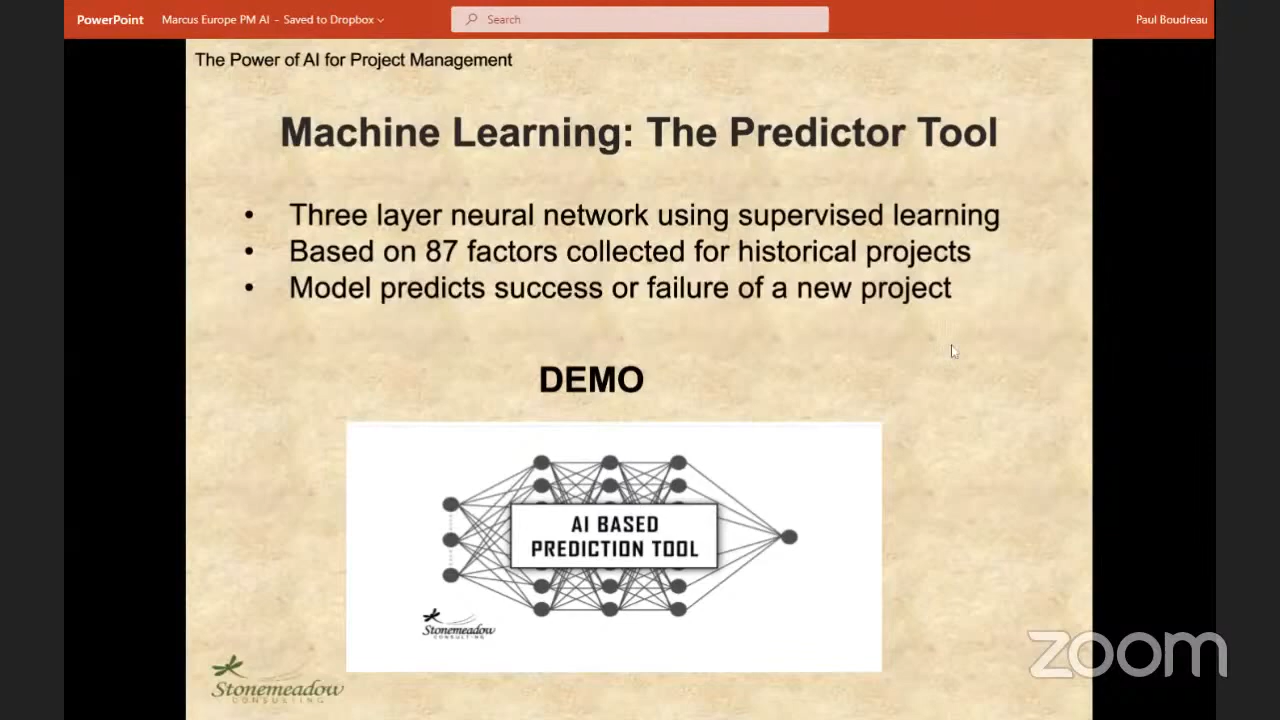 PowerPoint Marcus Europe PM AI - Saved to Dropbox Search Paul Boudreau
The Power of AI for Project Management
Machine Learning: The Predictor Tool
• Three layer neural network using supervised learning
• Based on 87 factors collected for historical projects
• Model predicts success or failure of a new project
DEMO
AI BASED
PREDICTION TOOL
Stonemeadow
CONSULTING
zoom
Stonemeadow
CONSULTING